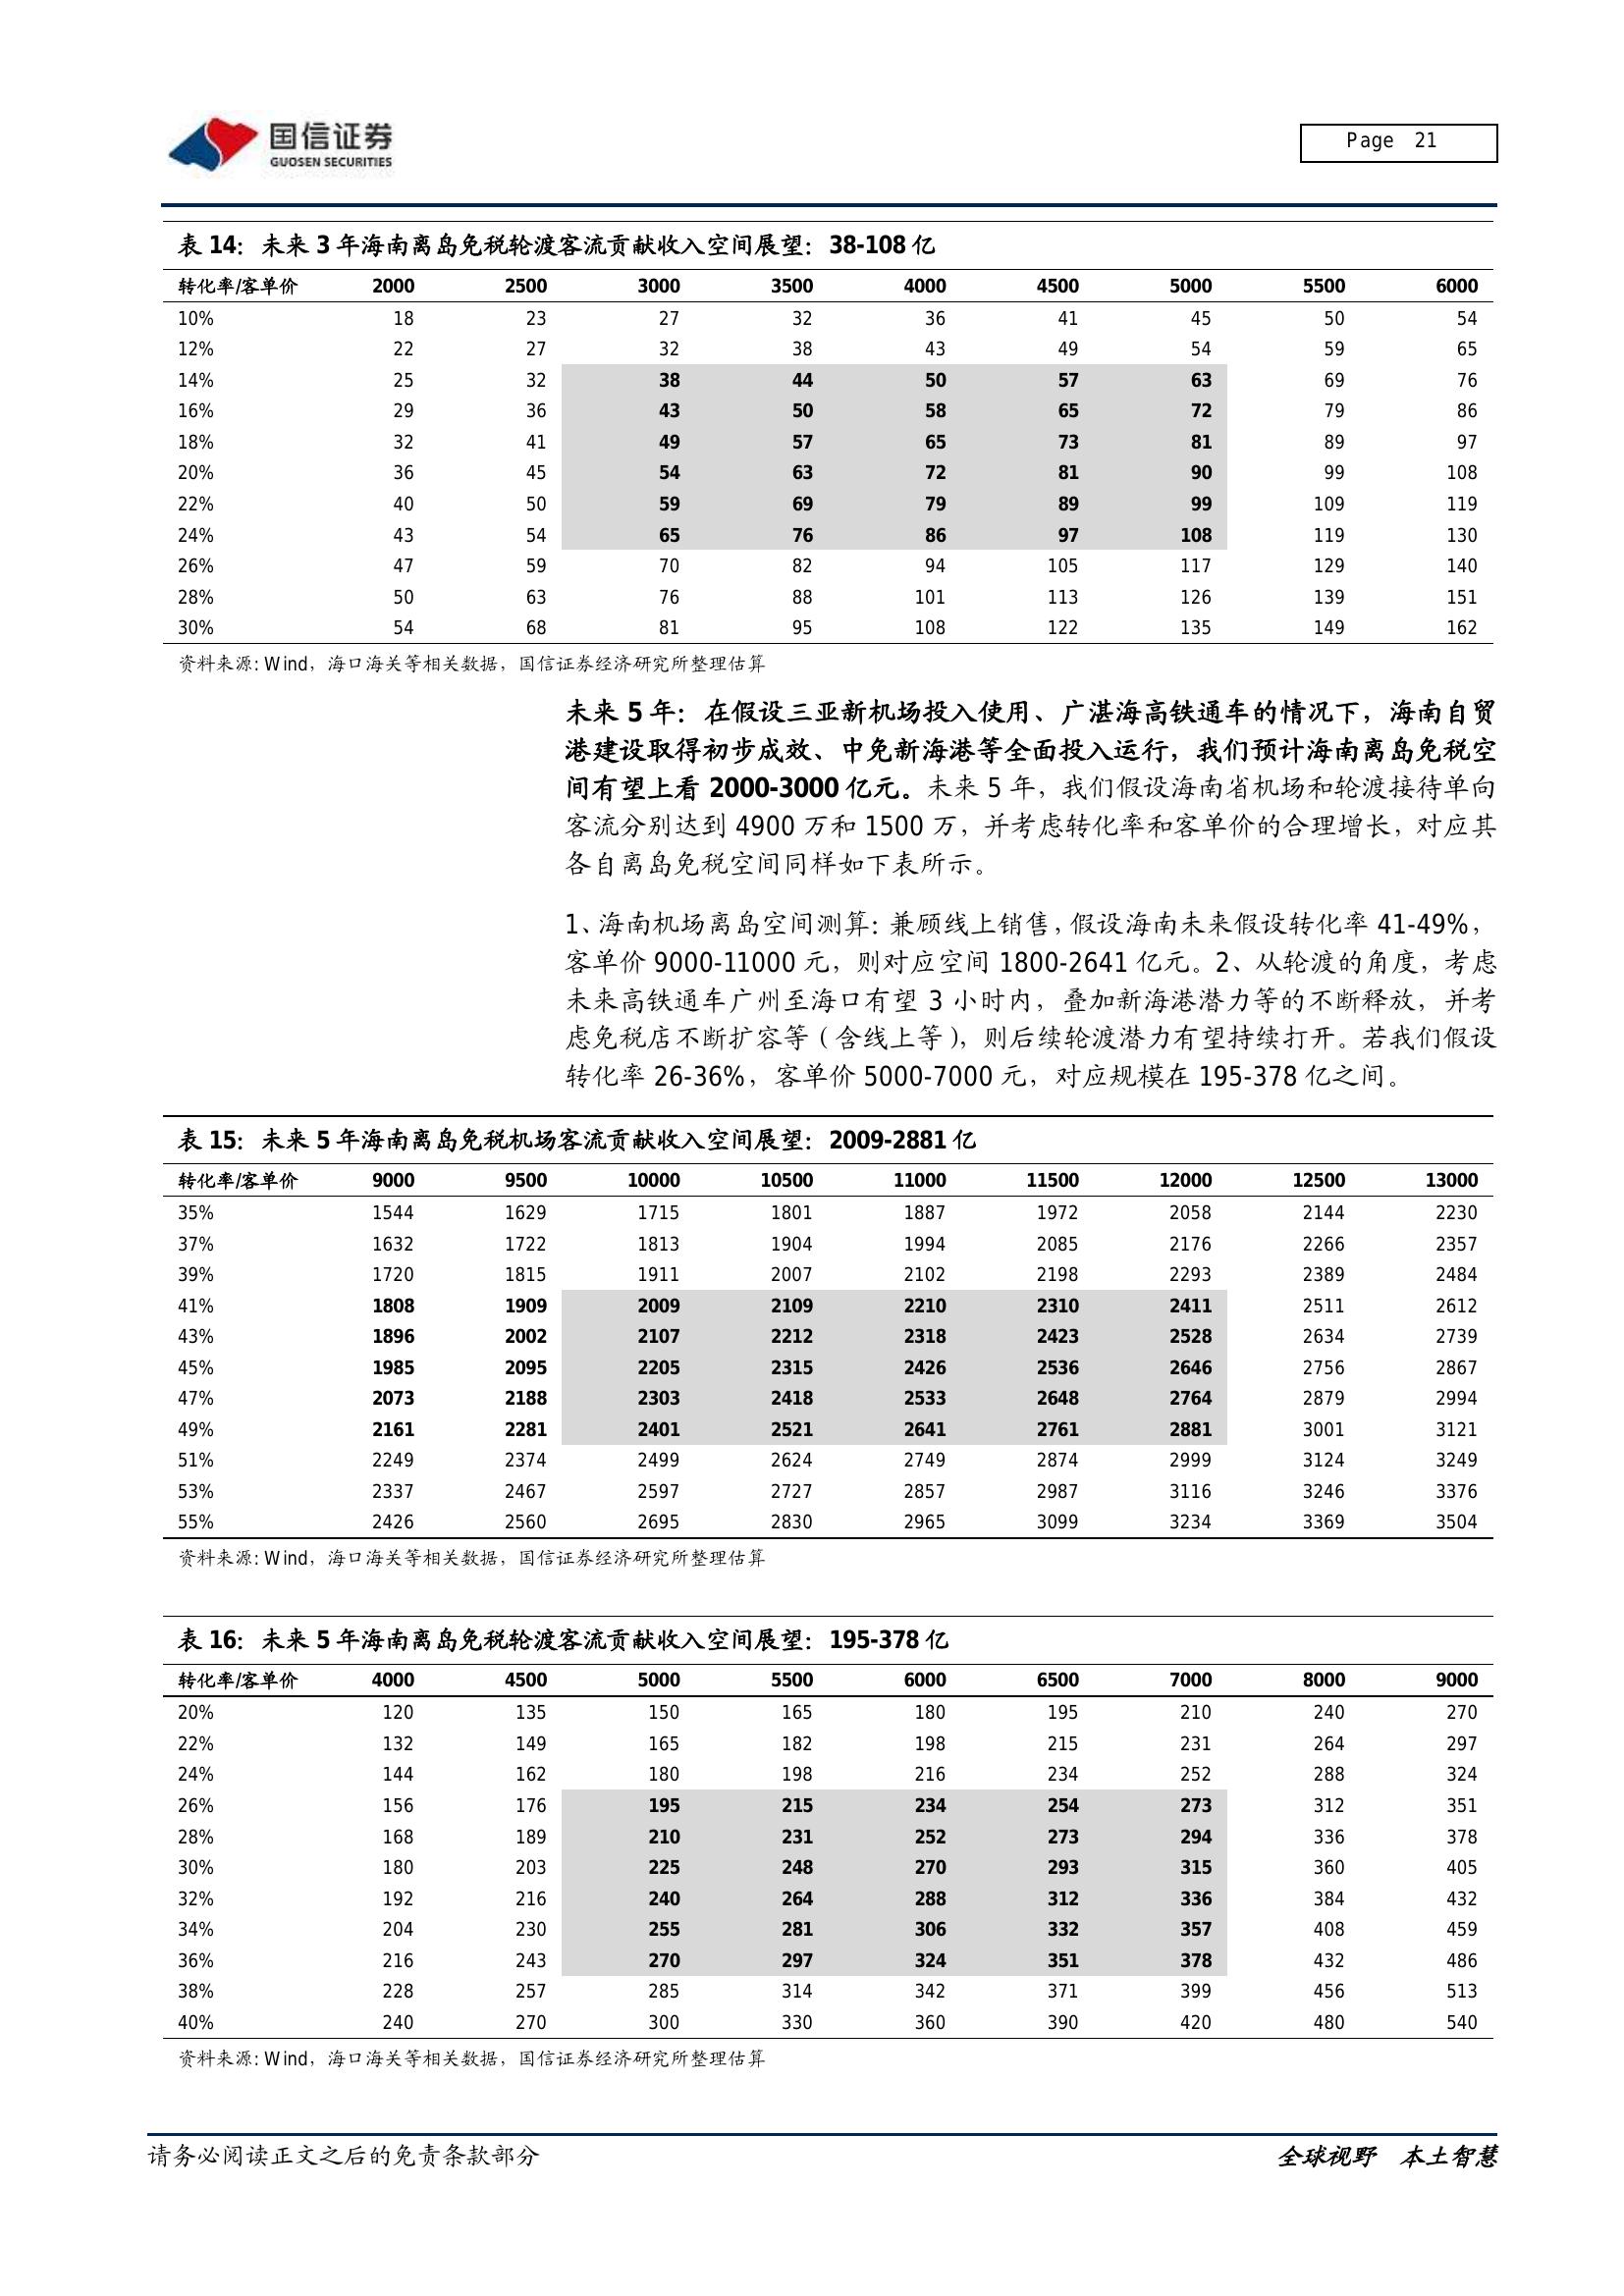 国信证券
GUOSEN SECURITIES
Page 21
表 14：未来 3 年海南离岛免税轮渡客流贡献收入空间展望：38-108 亿
转化率/客单价 2000 2500 3000 3500 4000 4500 5000 5500 6000
10% 18 23 27 32 36 41 45 50 54
12% 22 27 32 38 43 49 54 59 65
14% 25 32 38 44 50 57 63 69 76
16% 29 36 43 50 58 65 72 79 86
18% 32 41 49 57 65 73 81 89 97
20% 36 45 54 63 72 81 90 99 108
22% 40 50 59 69 79 89 99 109 119
24% 43 54 65 76 86 97 108 119 130
26% 47 59 70 82 94 105 117 129 140
28% 50 63 76 88 101 113 126 139 151
30% 54 68 81 95 108 122 135 149 162
资料来源: Wind，海口海关等相关数据，国信证券经济研究所整理估算
未来 5 年：在假设三亚新机场投入使用、广湛海高铁通车的情况下，海南自贸
港建设取得初步成效、中免新海港等全面投入运行，我们预计海南离岛免税空
间有望上看 2000-3000 亿元。未来 5 年，我们假设海南省机场和轮渡接待单向
客流分别达到 4900 万和 1500 万，并考虑转化率和客单价的合理增长，对应其
各自离岛免税空间同样如下表所示。
1、海南机场离岛空间测算：兼顾线上销售，假设海南未来假设转化率 41-49%，
客单价 9000-11000 元，则对应空间 1800-2641 亿元。2、从轮渡的角度，考虑
未来高铁通车广州至海口有望 3 小时内，叠加新海港潜力等的不断释放，并考
虑免税店不断扩容等（含线上等），则后续轮渡潜力有望持续打开。若我们假设
转化率 26-36%，客单价 5000-7000 元，对应规模在 195-378 亿之间。
表 15：未来 5 年海南离岛免税机场客流贡献收入空间展望：2009-2881 亿
转化率/客单价 9000 9500 10000 10500 11000 11500 12000 12500 13000
35% 1544 1629 1715 1801 1887 1972 2058 2144 2230
37% 1632 1722 1813 1904 1994 2085 2176 2266 2357
39% 1720 1815 1911 2007 2102 2198 2293 2389 2484
41% 1808 1909 2009 2109 2210 2310 2411 2511 2612
43% 1896 2002 2107 2212 2318 2423 2528 2634 2739
45% 1985 2095 2205 2315 2426 2536 2646 2756 2867
47% 2073 2188 2303 2418 2533 2648 2764 2879 2994
49% 2161 2281 2401 2521 2641 2761 2881 3001 3121
51% 2249 2374 2499 2624 2749 2874 2999 3124 3249
53% 2337 2467 2597 2727 2857 2987 3116 3246 3376
55% 2426 2560 2695 2830 2965 3099 3234 3369 3504
资料来源: Wind，海口海关等相关数据，国信证券经济研究所整理估算
表 16：未来 5 年海南离岛免税轮渡客流贡献收入空间展望：195-378 亿
转化率/客单价 4000 4500 5000 5500 6000 6500 7000 8000 9000
20% 120 135 150 165 180 195 210 240 270
22% 132 149 165 182 198 215 231 264 297
24% 144 162 180 198 216 234 252 288 324
26% 156 176 195 215 234 254 273 312 351
28% 168 189 210 231 252 273 294 336 378
30% 180 203 225 248 270 293 315 360 405
32% 192 216 240 264 288 312 336 384 432
34% 204 230 255 281 306 332 357 408 459
36% 216 243 270 297 324 351 378 432 486
38% 228 257 285 314 342 371 399 456 513
40% 240 270 300 330 360 390 420 480 540
资料来源: Wind，海口海关等相关数据，国信证券经济研究所整理估算
请务必阅读正文之后的免责条款部分 全球视野 本土智慧